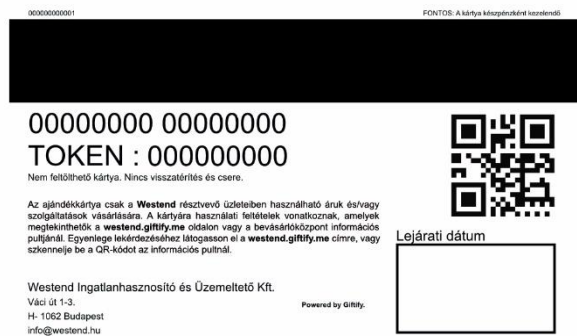 000000000001
FONTOS: A kártya készpénzként kezelendő
00000000 00000000
TOKEN : 000000000
Nem feltölthető kártya. Nincs visszatérítés és csere.
Az ajándékkártya csak a Westend résztvevő üzleteiben használható áruk és/vagy
szolgáltatások vásárlására. A kártyára használati feltételek vonatkoznak, amelyek
megtekinthetők a westend.giftify.me oldalon vagy a bevásárlóközpont információs
pultjánál. Egyenlege lekérdezéséhez látogasson el a westend.giftify.me címre, vagy
szkennelje be a QR-kódot az információs pultnál.
Lejárati dátum
Westend Ingatlanhasznosító és Üzemeltető Kft.
Váci út 1-3.
H- 1062 Budapest
info@westend.hu
Powered by Giftify.